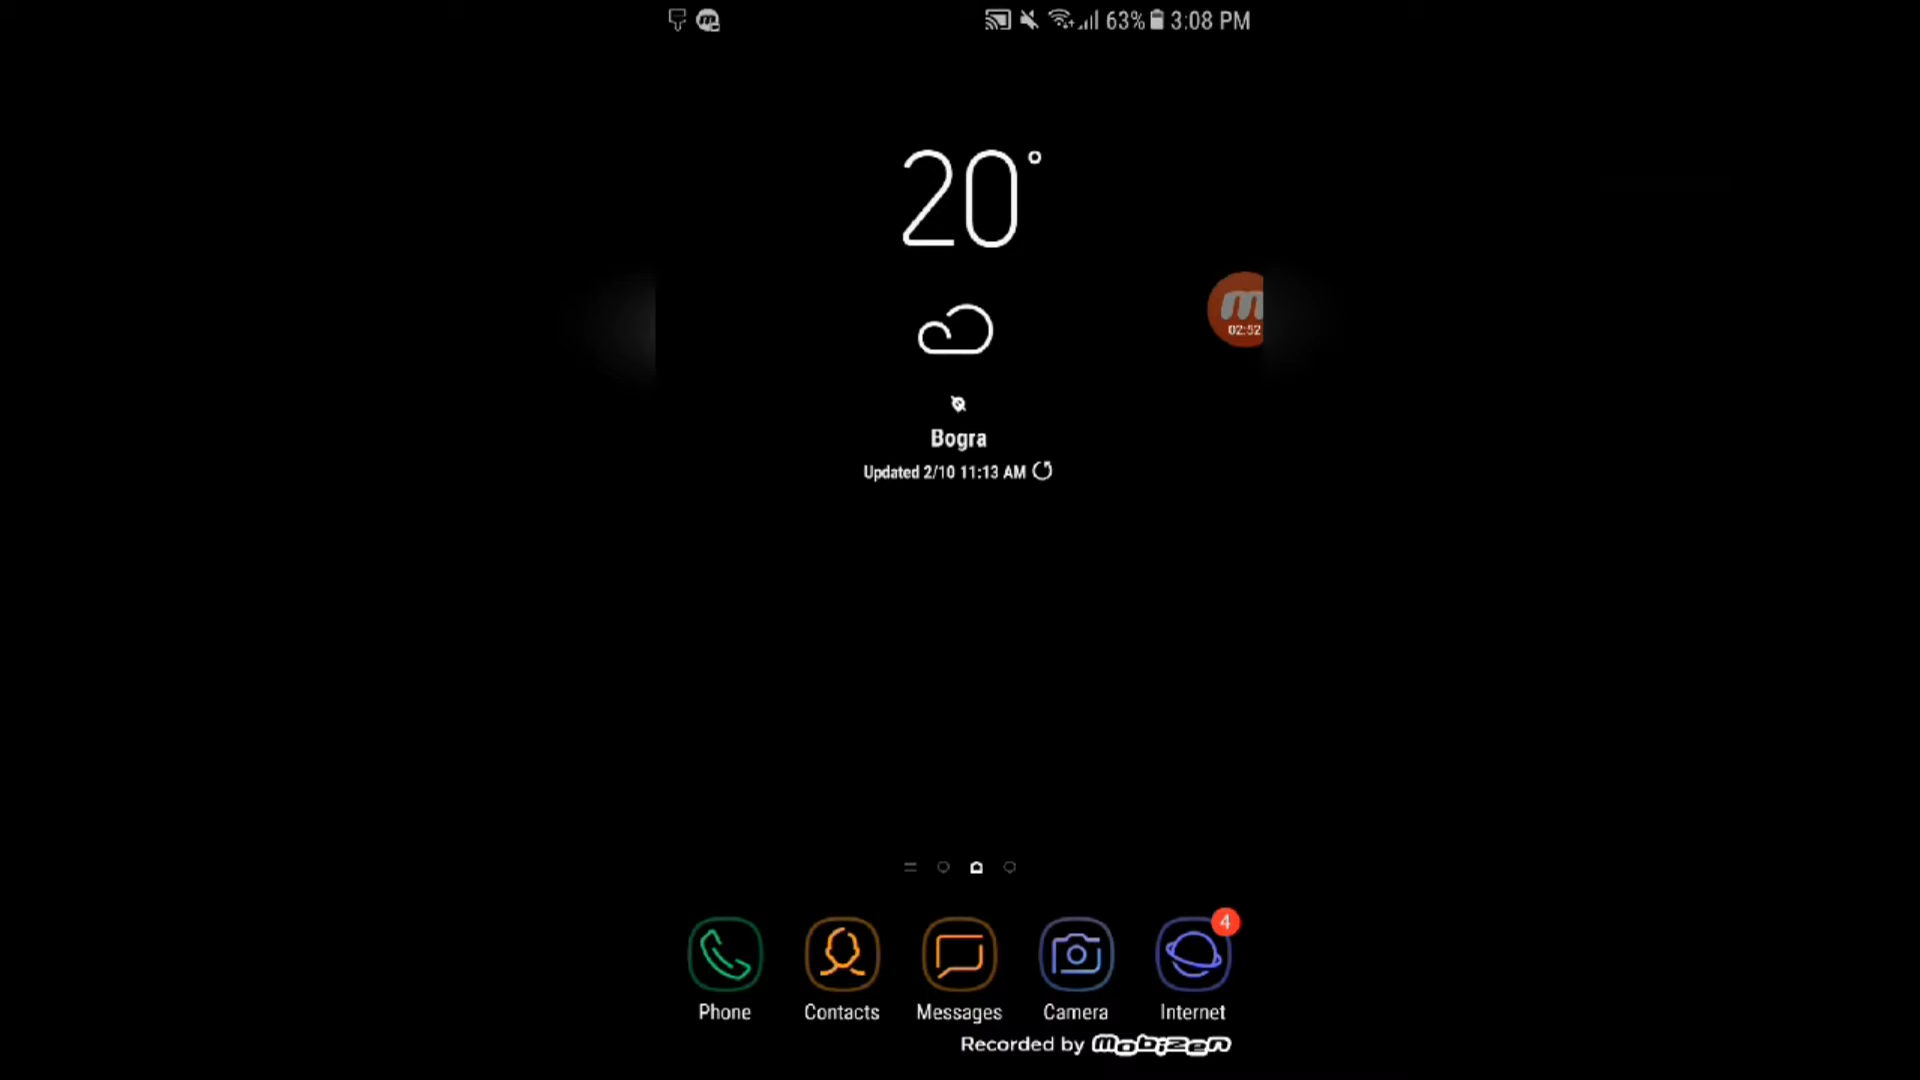 63% 3:08 PM
20°
02:52
Bogra
Updated 2/10 11:13 AM
4
Phone Contacts Messages Camera Internet
Recorded by mobizen